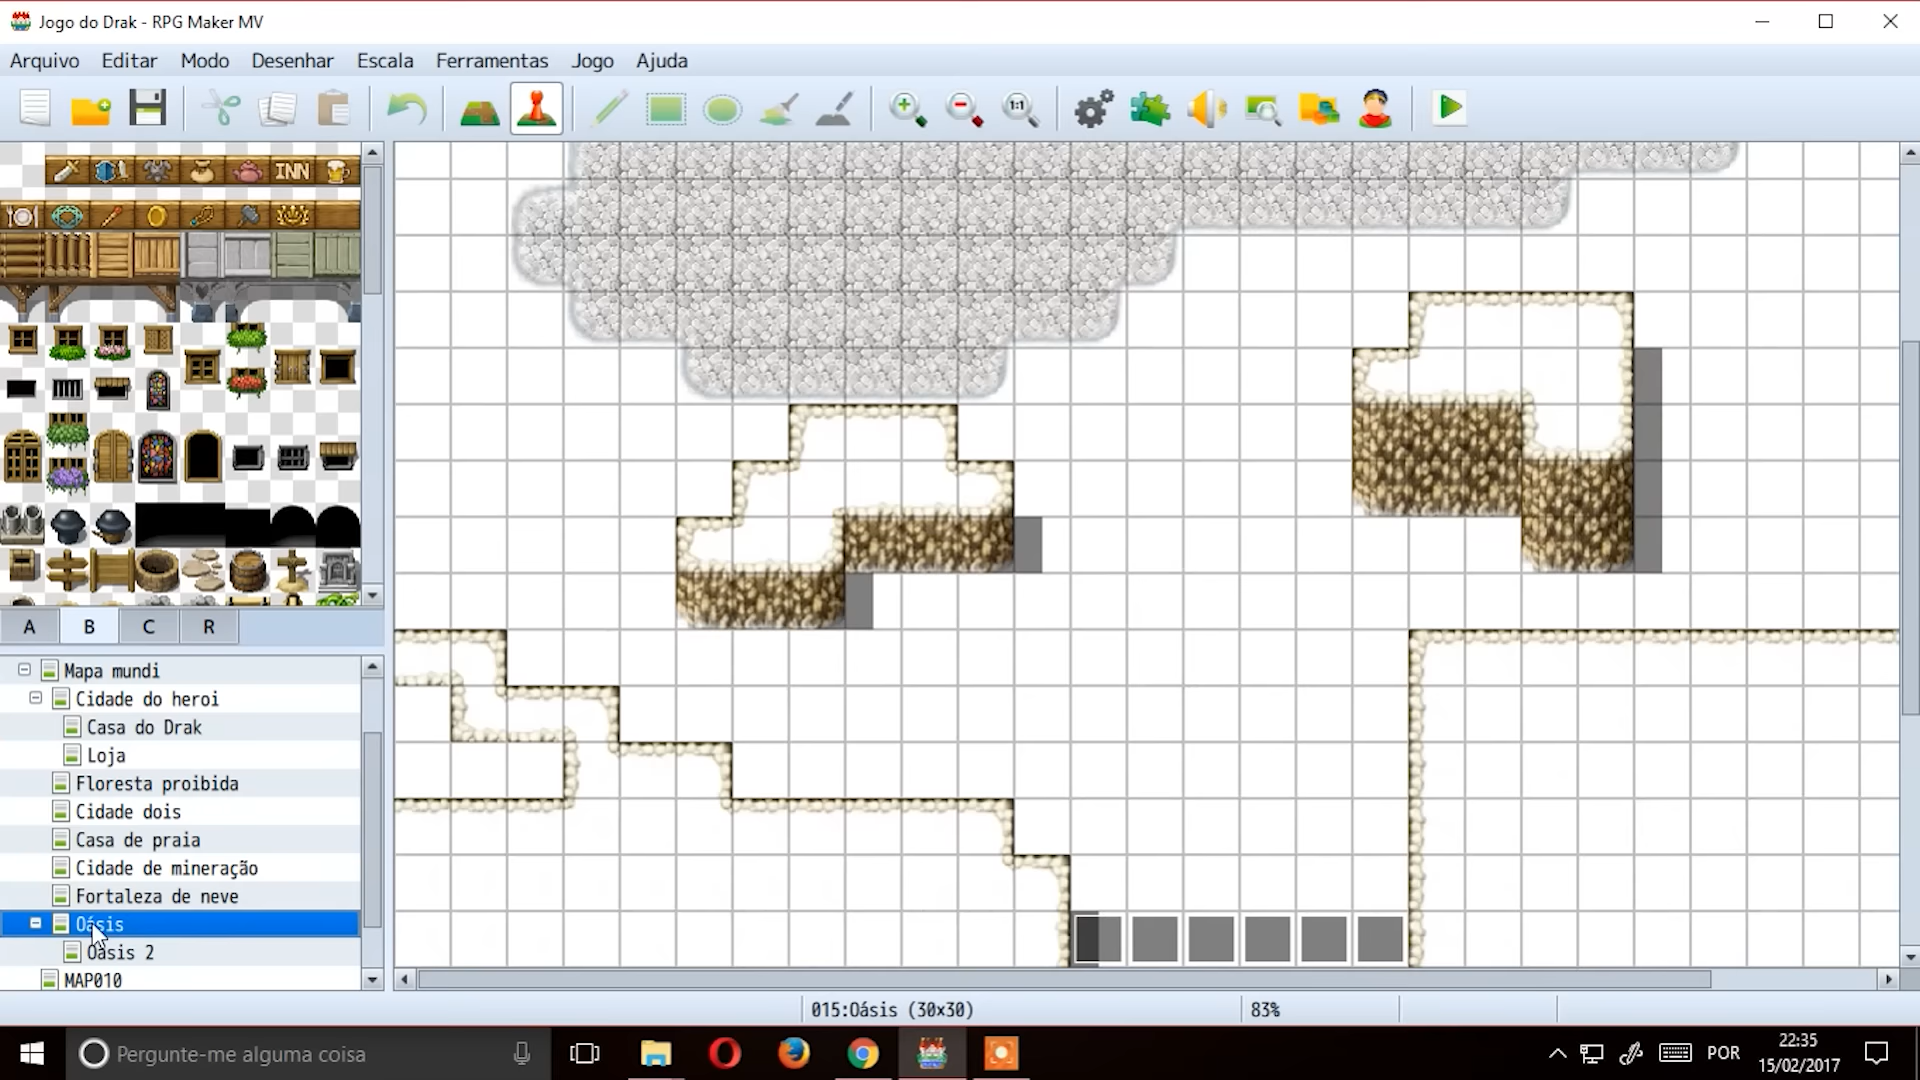 Jogo do Drak - RPG Maker MV
Arquivo Editar Modo Desenhar Escala Ferramentas Jogo Ajuda
1:1
INN
A B C R
Mapa mundi
Cidade do heroi
Casa do Drak
Loja
Floresta proibida
Cidade dois
Casa de praia
Cidade de mineração
Fortaleza de neve
Oásis
Oásis 2
MAP010
015:Oásis (30x30) 83%
Pergunte-me alguma coisa
POR
22:35
15/02/2017